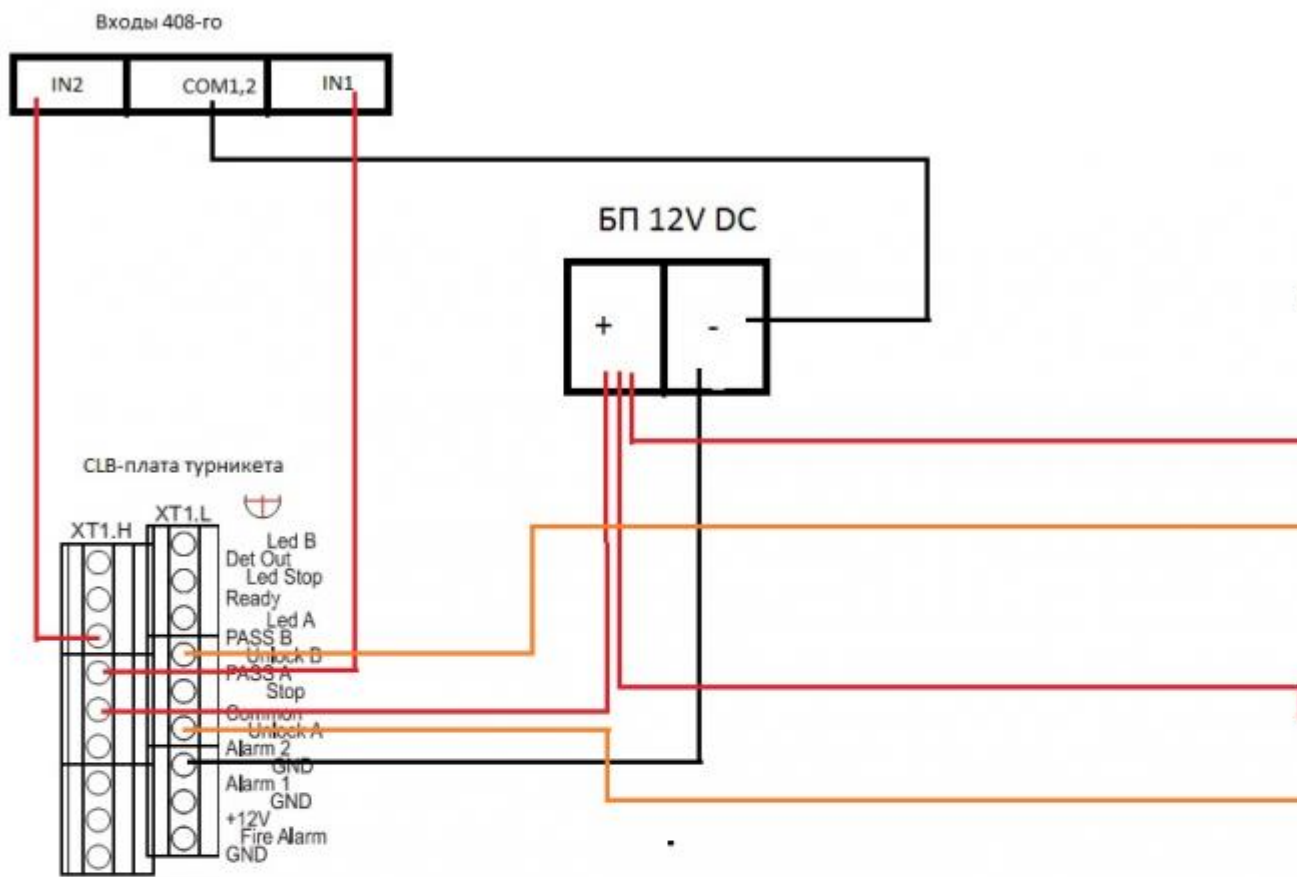 Входы 408-го
IN2 COM1,2 IN1
БП 12V DC
+ -
CLB-плата турникета
XT1.H XT1.L
Led B
Det Out
Led Stop
Ready
Led A
PASS B
Unlock B
PASS A
Stop
Common
Unlock A
Alarm 2
GND
Alarm 1
GND
+12V
Fire Alarm
GND